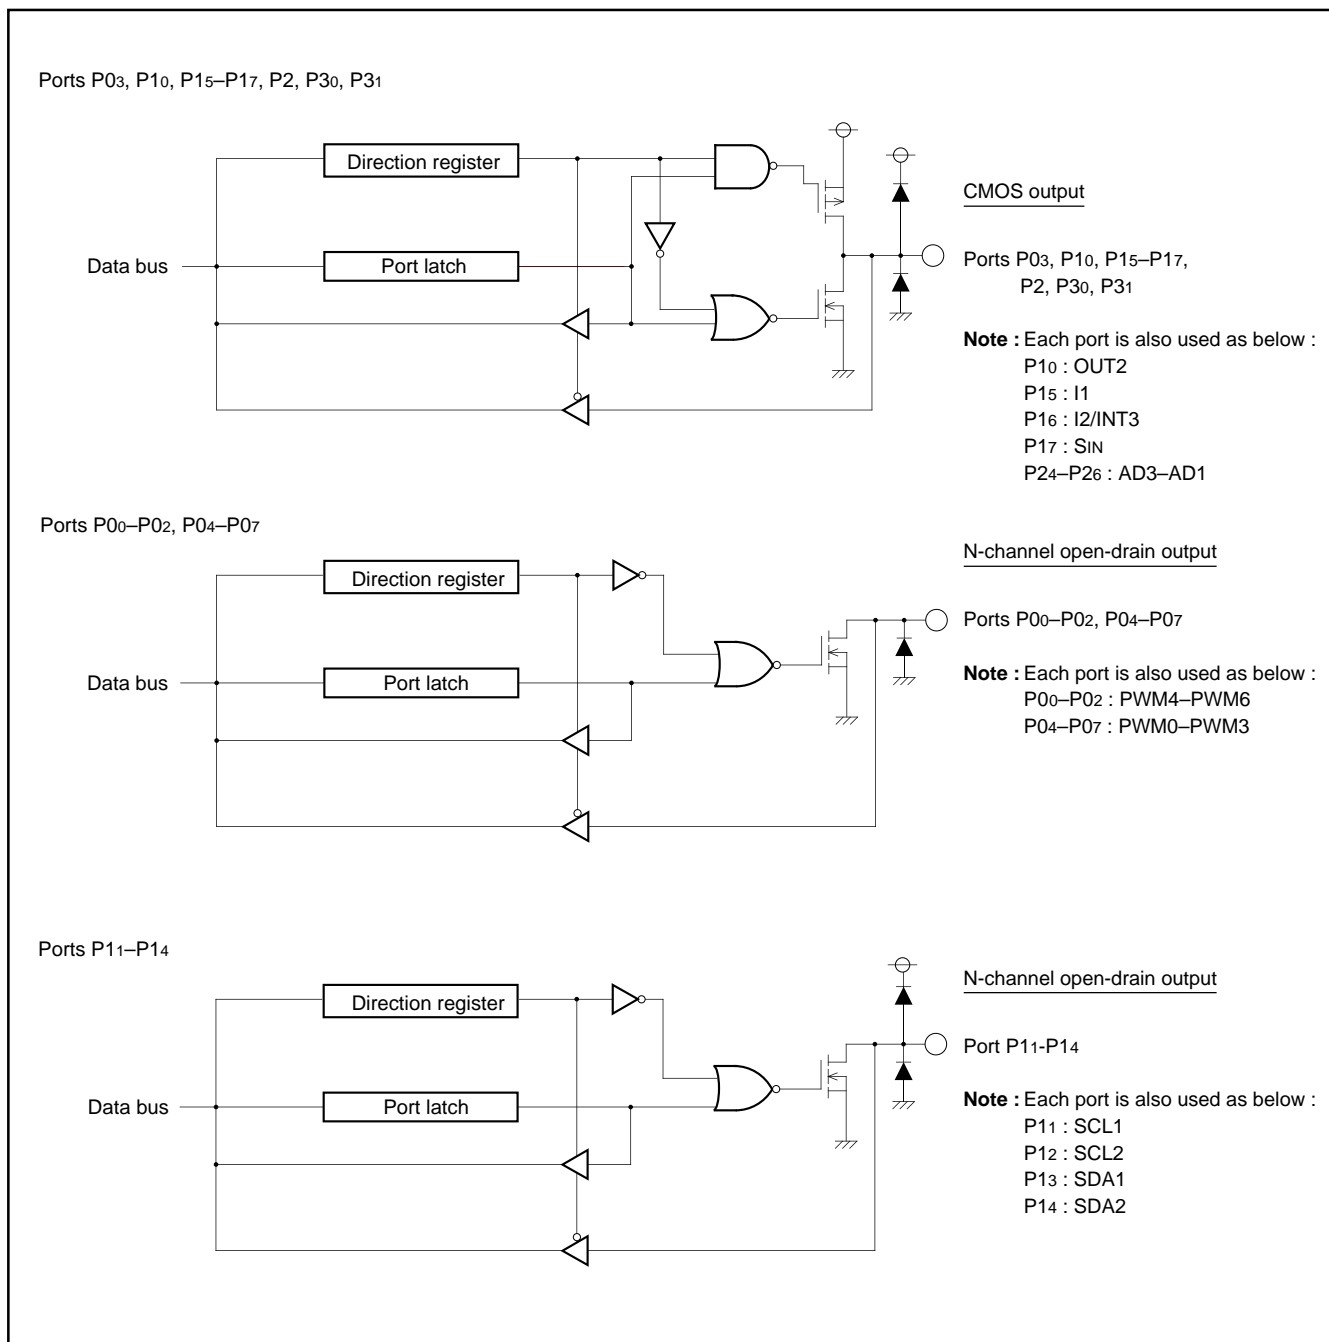 Ports P03, P10, P15–P17, P2, P30, P31
Direction register
CMOS output
Data bus
Port latch
Ports P03, P10, P15–P17,
P2, P30, P31
Note : Each port is also used as below :
P10 : OUT2
P15 : I1
P16 : I2/INT3
P17 : SIN
P24–P26 : AD3–AD1
Ports P00–P02, P04–P07
N-channel open-drain output
Direction register
Ports P00–P02, P04–P07
Data bus
Port latch
Note : Each port is also used as below :
P00–P02 : PWM4–PWM6
P04–P07 : PWM0–PWM3
Ports P11–P14
N-channel open-drain output
Direction register
Port P11-P14
Data bus
Port latch
Note : Each port is also used as below :
P11 : SCL1
P12 : SCL2
P13 : SDA1
P14 : SDA2